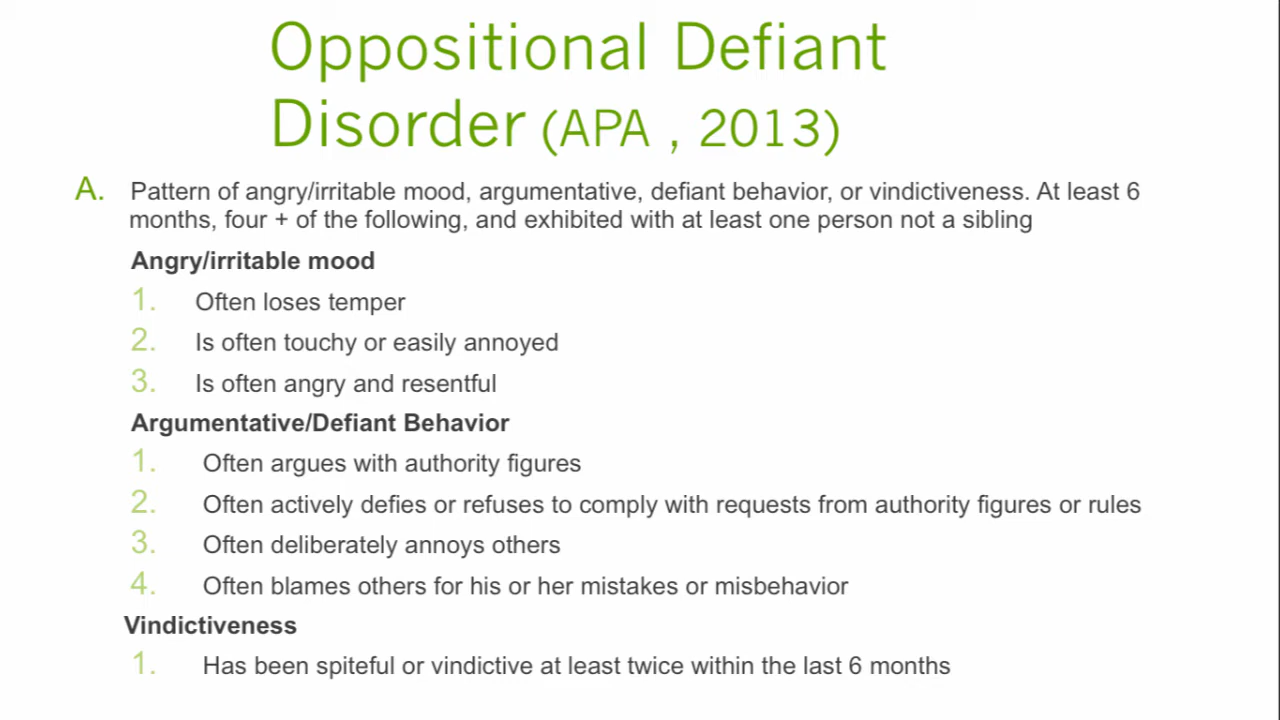 Oppositional Defiant
Disorder (APA , 2013)
A. Pattern of angry/irritable mood, argumentative, defiant behavior, or vindictiveness. At least 6
months, four + of the following, and exhibited with at least one person not a sibling
Angry/irritable mood
1. Often loses temper
2. Is often touchy or easily annoyed
3. Is often angry and resentful
Argumentative/Defiant Behavior
1. Often argues with authority figures
2. Often actively defies or refuses to comply with requests from authority figures or rules
3. Often deliberately annoys others
4. Often blames others for his or her mistakes or misbehavior
Vindictiveness
1. Has been spiteful or vindictive at least twice within the last 6 months